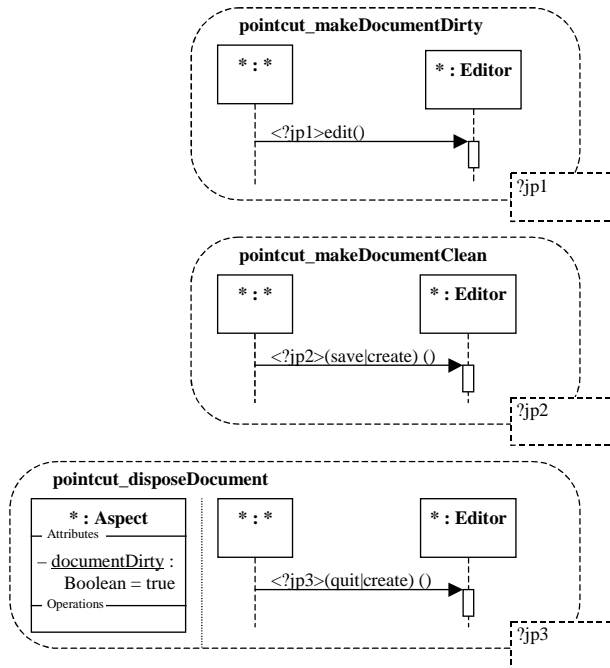 pointcut_makeDocumentDirty
* : *
* : Editor
<?jp1>edit()
?jp1
pointcut_makeDocumentClean
* : *
* : Editor
<?jp2>(save|create) ()
?jp2
pointcut_disposeDocument
* : Aspect
* : *
* : Editor
Attributes
– documentDirty :
Boolean = true
<?jp3>(quit|create) ()
Operations
?jp3